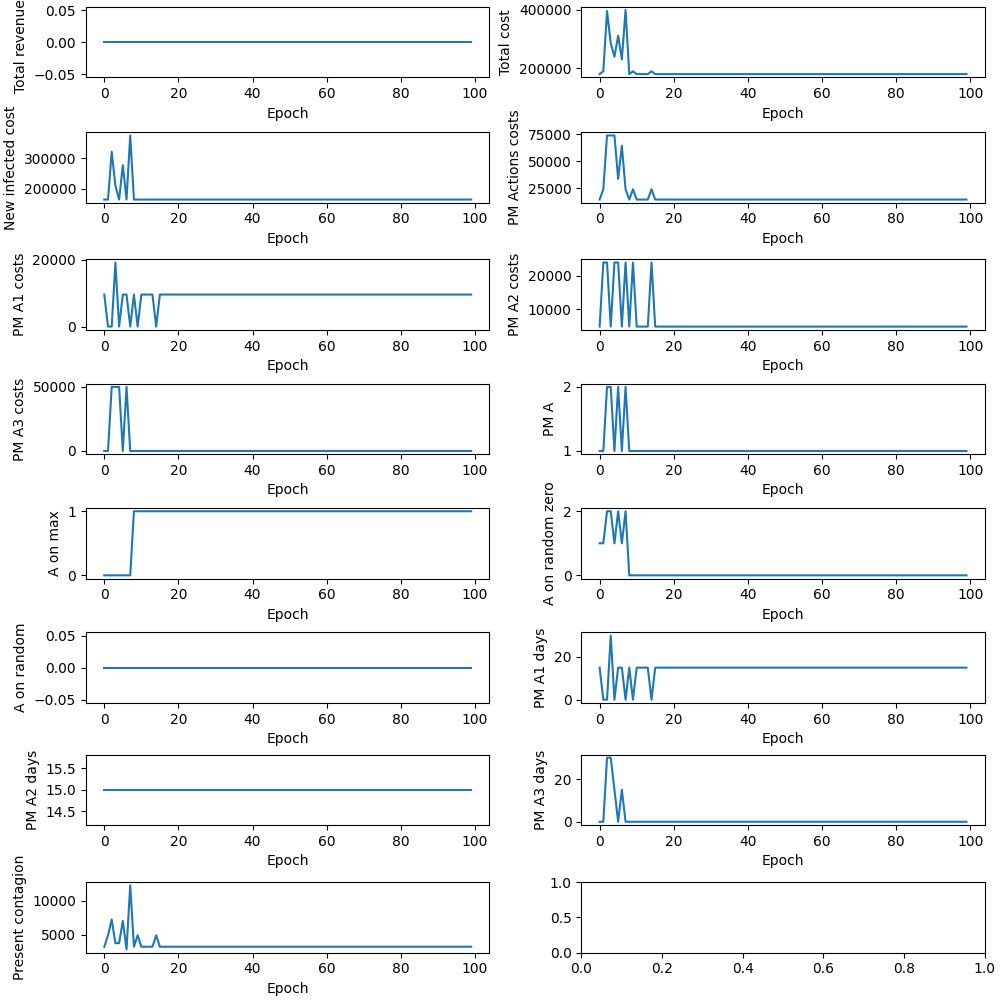 Total revenue
0.05
0.00
−0.05
0 20 40 60 80 100
Epoch
Total cost
400000
200000
0 20 40 60 80 100
Epoch
New infected cost
300000
200000
0 20 40 60 80 100
Epoch
PM Actions costs
75000
50000
25000
0 20 40 60 80 100
Epoch
PM A1 costs
20000
0
0 20 40 60 80 100
Epoch
PM A2 costs
20000
10000
0 20 40 60 80 100
Epoch
PM A3 costs
50000
0
0 20 40 60 80 100
Epoch
PM A
2
1
0 20 40 60 80 100
Epoch
A on max
1
0
0 20 40 60 80 100
Epoch
A on random zero
2
0
0 20 40 60 80 100
Epoch
A on random
0.05
0.00
−0.05
0 20 40 60 80 100
Epoch
PM A1 days
20
0
0 20 40 60 80 100
Epoch
PM A2 days
15.5
15.0
14.5
0 20 40 60 80 100
Epoch
PM A3 days
20
0
0 20 40 60 80 100
Epoch
Present contagion
10000
5000
0 20 40 60 80 100
Epoch
1.0
0.5
0.0
0.0 0.2 0.4 0.6 0.8 1.0